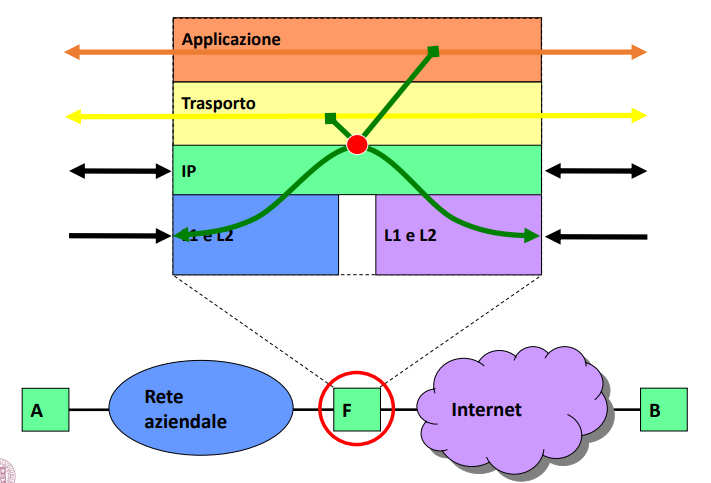 Applicazione
Trasporto
IP
L1 e L2
L1 e L2
A
Rete
aziendale
F
Internet
B